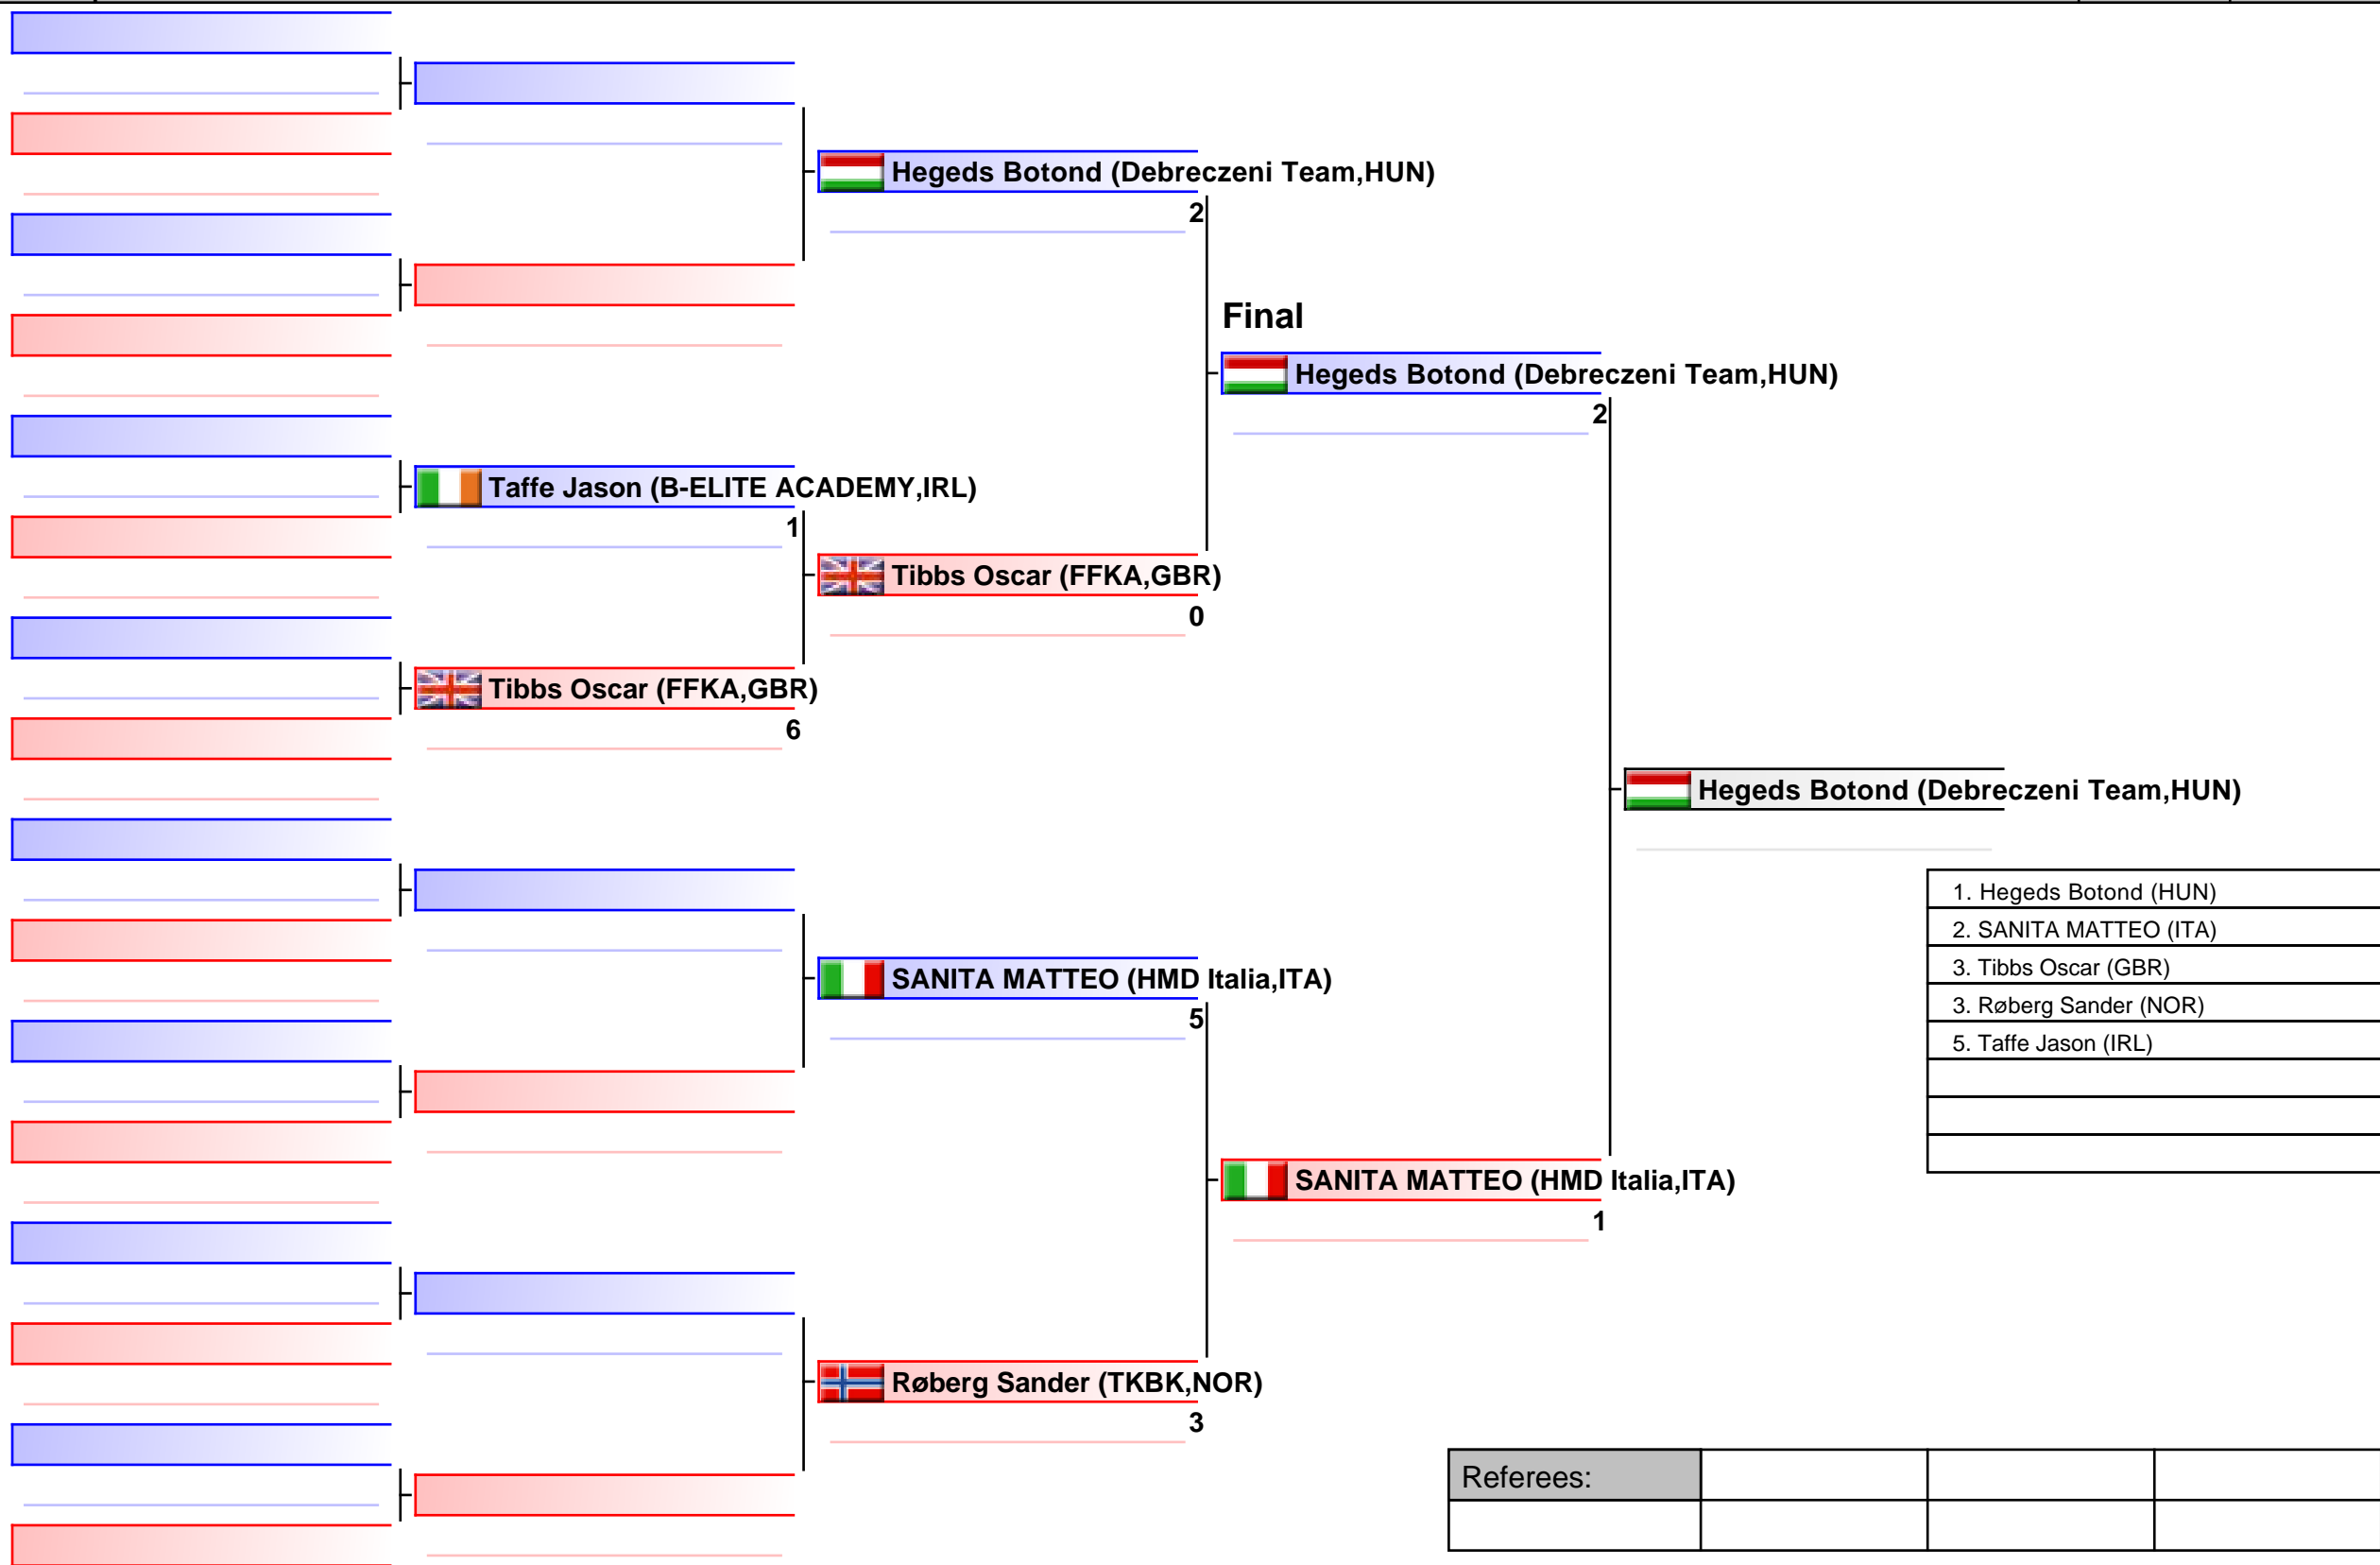 Hegeds Botond (Debreczeni Team,HUN)
2
Final
Hegeds Botond (Debreczeni Team,HUN)
2
Taffe Jason (B-ELITE ACADEMY,IRL)
1
Tibbs Oscar (FFKA,GBR)
0
Tibbs Oscar (FFKA,GBR)
6
Hegeds Botond (Debreczeni Team,HUN)
1. Hegeds Botond (HUN)
2. SANITA MATTEO (ITA)
3. Tibbs Oscar (GBR)
3. Røberg Sander (NOR)
5. Taffe Jason (IRL)
SANITA MATTEO (HMD Italia,ITA)
5
SANITA MATTEO (HMD Italia,ITA)
1
Røberg Sander (TKBK,NOR)
3
Referees: